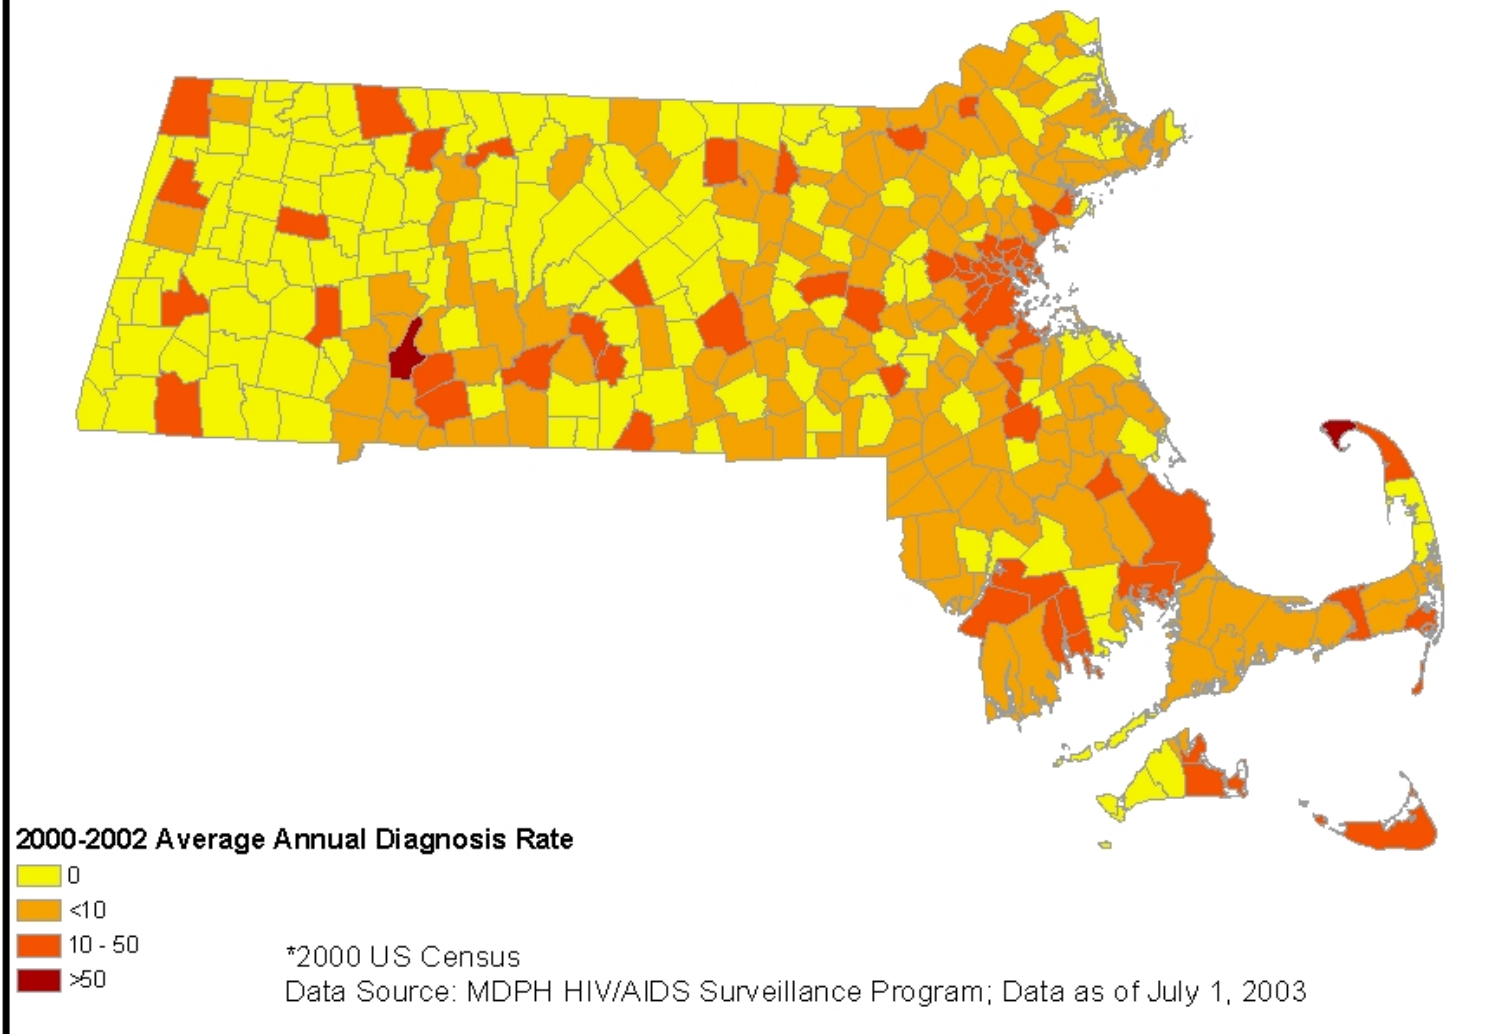 2000-2002 Average Annual Diagnosis Rate
0
<10
10 - 50
>50
*2000 US Census
Data Source: MDPH HIV/AIDS Surveillance Program; Data as of July 1, 2003